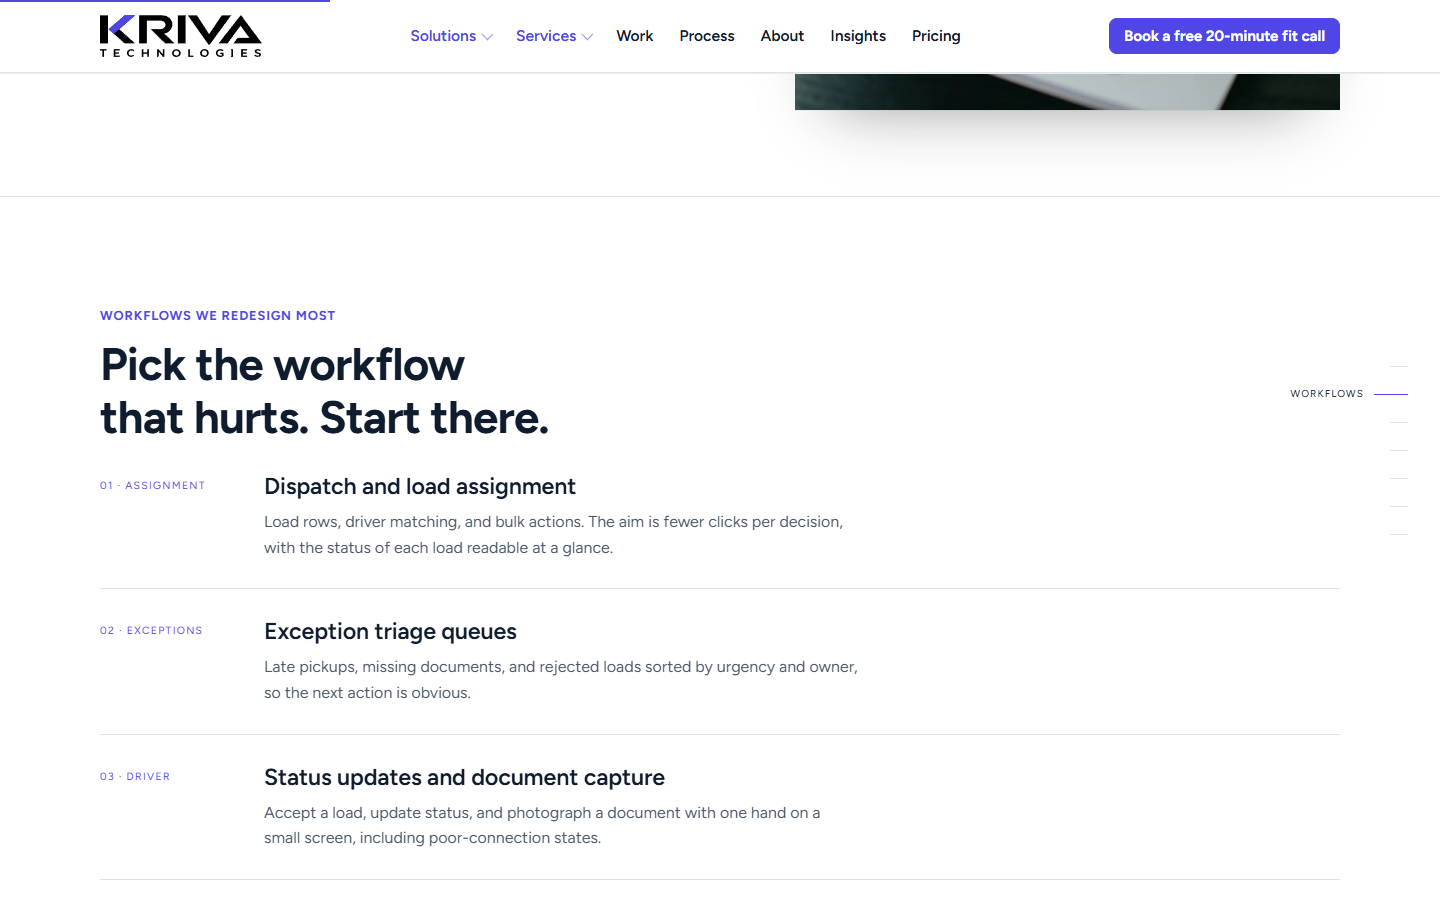 KRIVA
TECHNOLOGIES
Solutions
Services
Work
Process
About
Insights
Pricing
Book a free 20-minute fit call
WORKFLOWS WE REDESIGN MOST
Pick the workflow
that hurts. Start there.
WORKFLOWS
01 · ASSIGNMENT
Dispatch and load assignment
Load rows, driver matching, and bulk actions. The aim is fewer clicks per decision,
with the status of each load readable at a glance.
02 · EXCEPTIONS
Exception triage queues
Late pickups, missing documents, and rejected loads sorted by urgency and owner,
so the next action is obvious.
03 · DRIVER
Status updates and document capture
Accept a load, update status, and photograph a document with one hand on a
small screen, including poor-connection states.